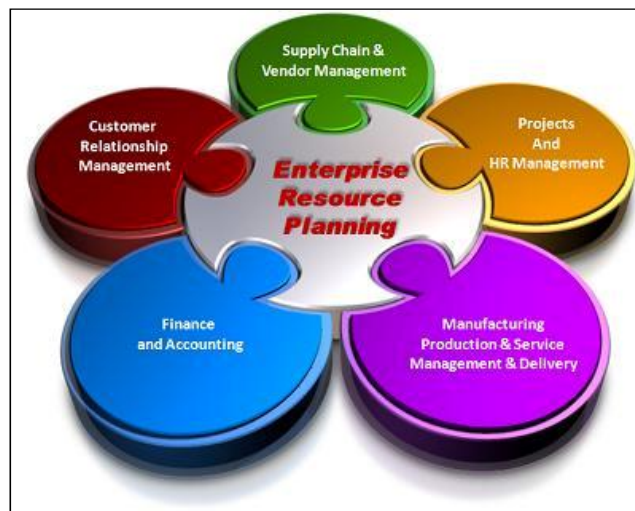 Supply Chain &
Vendor Management
Customer
Relationship
Management
Projects
And
HR Management
Enterprise
Resource
Planning
Finance
and Accounting
Manufacturing
Production & Service
Management & Delivery